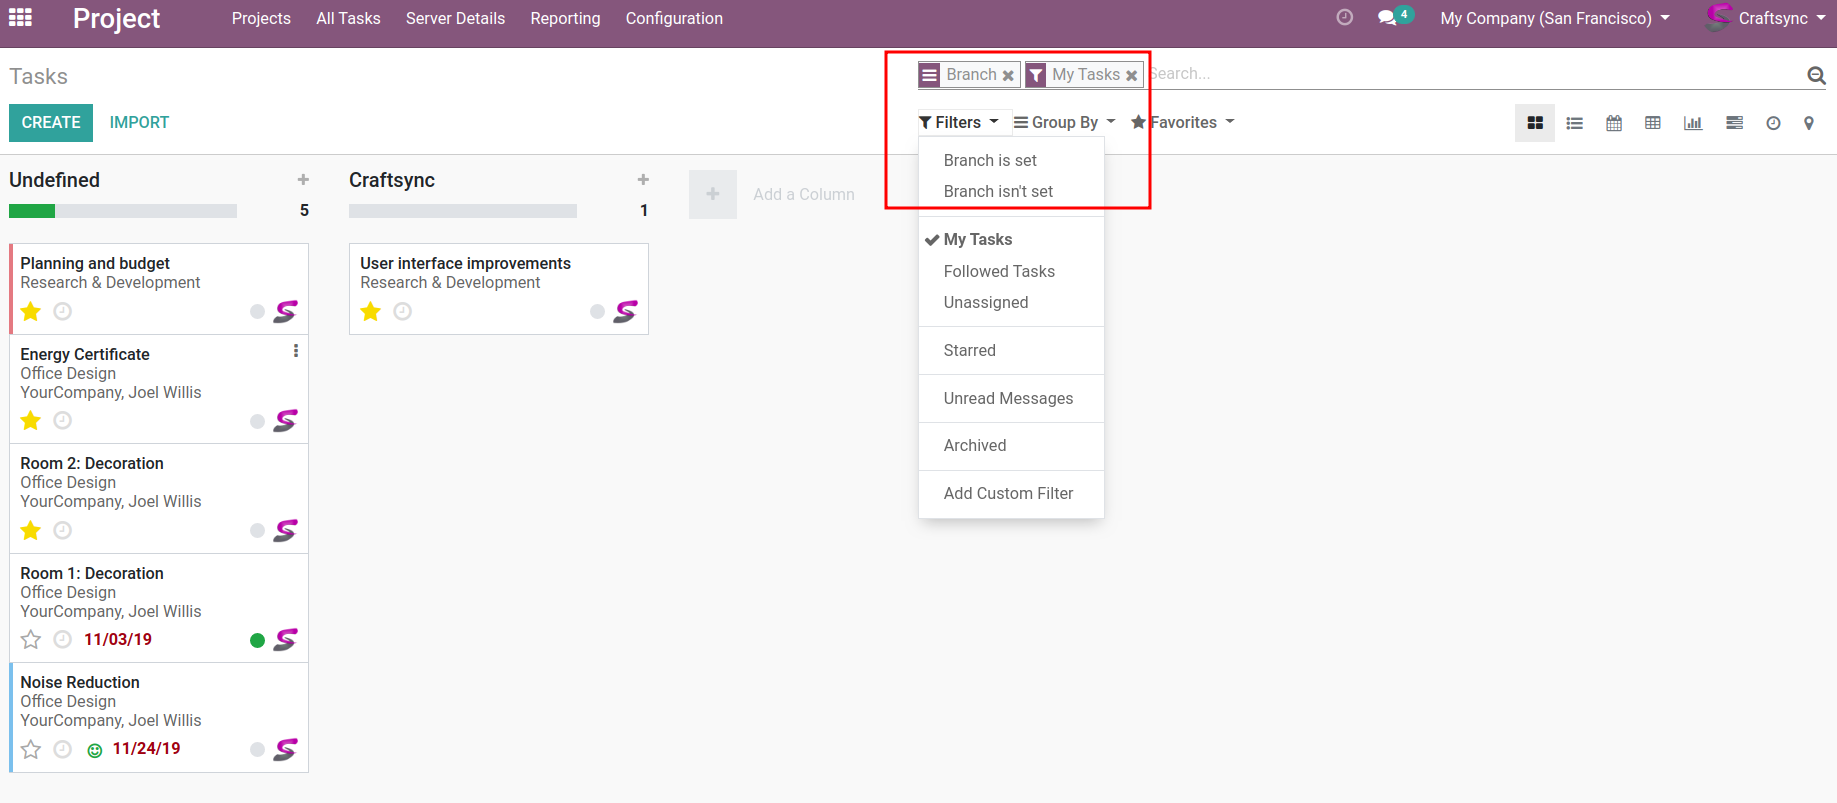 Project
Projects All Tasks Server Details Reporting Configuration
4 My Company (San Francisco) Craftsync
Tasks
Branch My Tasks Search...
CREATE IMPORT
Filters Group By Favorites
Branch is set
Branch isn't set
My Tasks
Followed Tasks
Unassigned
Starred
Unread Messages
Archived
Add Custom Filter
Undefined
5
Planning and budget
Research & Development
Energy Certificate
Office Design
YourCompany, Joel Willis
Room 2: Decoration
Office Design
YourCompany, Joel Willis
Room 1: Decoration
Office Design
YourCompany, Joel Willis
11/03/19
Noise Reduction
Office Design
YourCompany, Joel Willis
11/24/19
Craftsync
1
User interface improvements
Research & Development
Add a Column